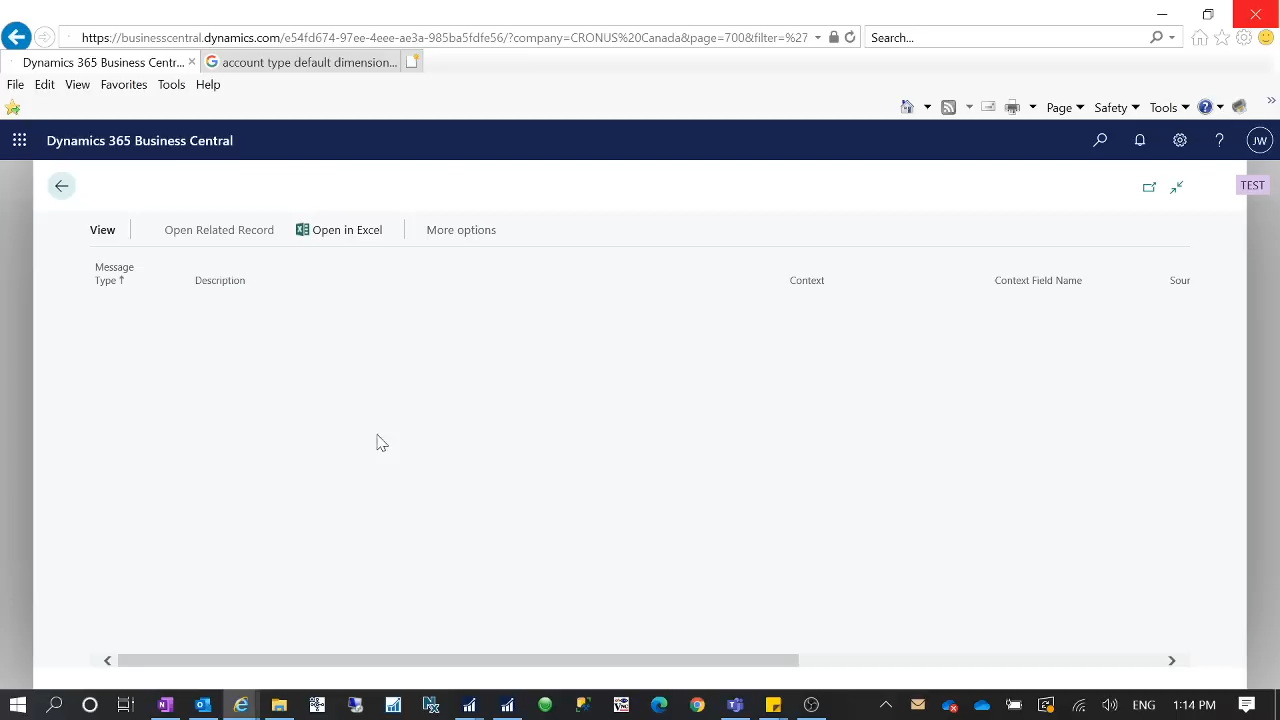 https://businesscentral.dynamics.com/e54fd674-97ee-4eee-ae3a-985b5a5fdfe56/?company=CRONUS%20Canada&page=700&filter=%27
Search...
Dynamics 365 Business Centr...
account type default dimension...
File Edit View Favorites Tools Help
Page Safety Tools
Dynamics 365 Business Central
JW
TEST
View
Open Related Record
Open in Excel
More options
Message
Type ↑
Description
Context
Context Field Name
Sour
ENG
1:14 PM